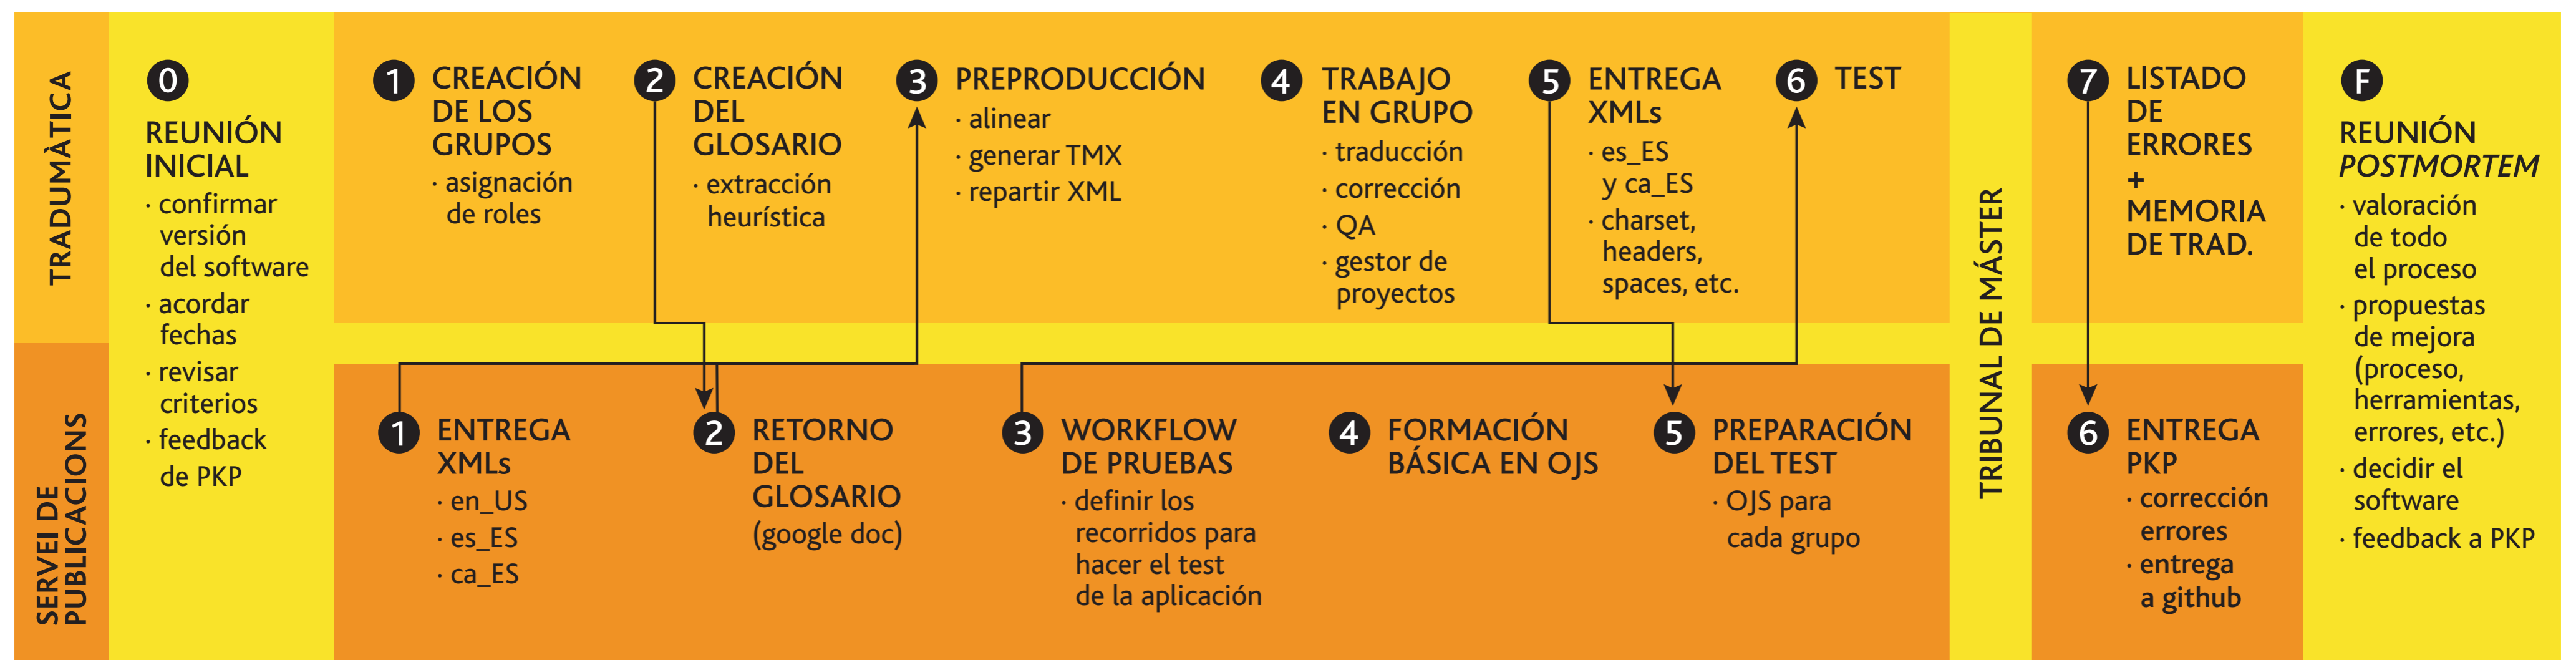 TRADUMÀTICA
0
REUNIÓN
INICIAL
· confirmar
versión
del software
· acordar
fechas
· revisar
criterios
· feedback
de PKP
1
CREACIÓN
DE LOS
GRUPOS
· asignación
de roles
2
CREACIÓN
DEL
GLOSARIO
· extracción
heurística
3
PREPRODUCCIÓN
· alinear
· generar TMX
· repartir XML
4
TRABAJO
EN GRUPO
· traducción
· corrección
· QA
· gestor de
proyectos
5
ENTREGA
XMLs
· es_ES
y ca_ES
· charset,
headers,
spaces, etc.
6
TEST
SERVEI DE
PUBLICACIONS
1
ENTREGA
XMLs
· en_US
· es_ES
· ca_ES
2
RETORNO
DEL
GLOSARIO
(google doc)
3
WORKFLOW
DE PRUEBAS
· definir los
recorridos para
hacer el test
de la aplicación
4
FORMACIÓN
BÁSICA EN OJS
5
PREPARACIÓN
DEL TEST
· OJS para
cada grupo
TRIBUNAL DE MÁSTER
7
LISTADO
DE
ERRORES
+
MEMORIA
DE TRAD.
6
ENTREGA
PKP
· corrección
errores
· entrega
a github
F
REUNIÓN
POSTMORTEM
· valoración
de todo
el proceso
· propuestas
de mejora
(proceso,
herramientas,
errores, etc.)
· decidir el
software
· feedback a PKP